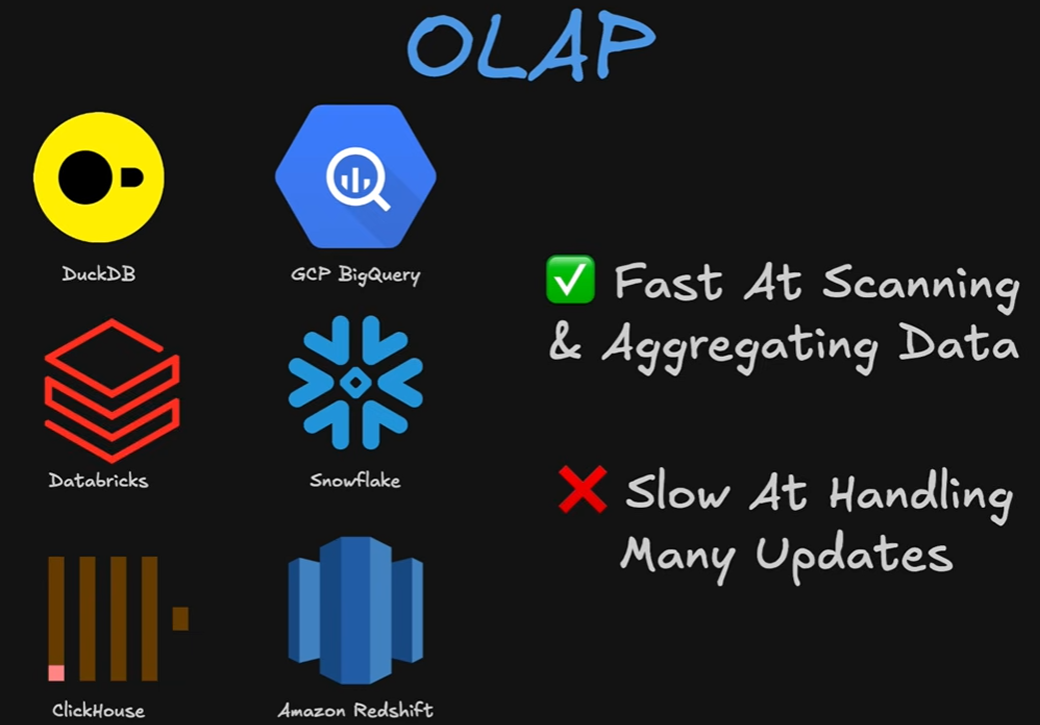 OLAP
DuckDB
GCP BigQuery
Databricks
Snowflake
ClickHouse
Amazon Redshift
✅ Fast At Scanning
& Aggregating Data
❌ Slow At Handling
Many Updates